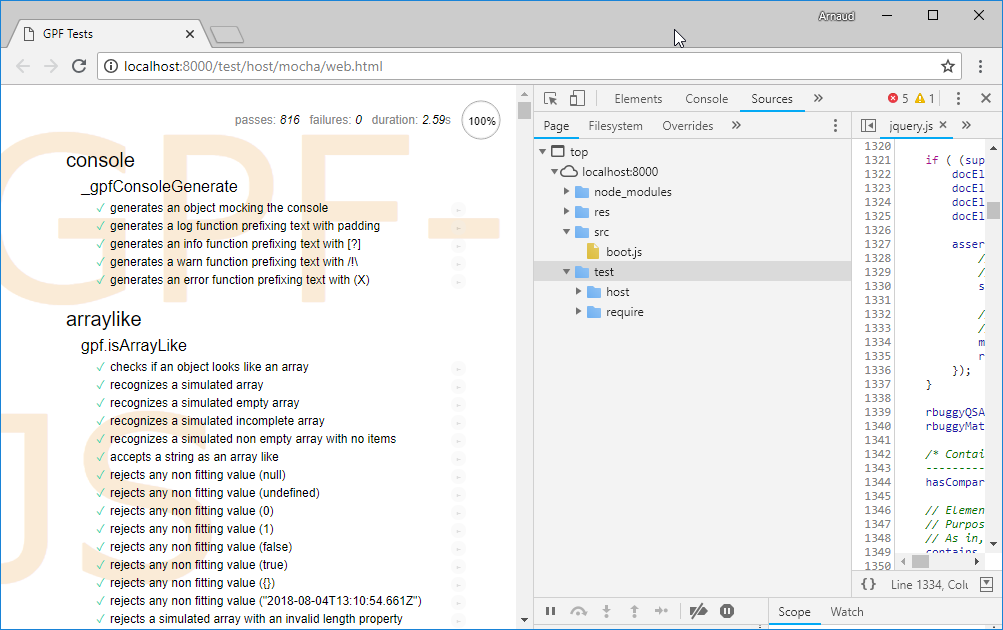 Arnaud
GPF Tests
localhost:8000/test/host/mocha/web.html
passes: 816 failures: 0 duration: 2.59s 100%
GPF-
JS
console
_gpfConsoleGenerate
✓ generates an object mocking the console
✓ generates a log function prefixing text with padding
✓ generates an info function prefixing text with [?]
✓ generates a warn function prefixing text with /!\
✓ generates an error function prefixing text with (X)
arraylike
gpf.isArrayLike
✓ checks if an object looks like an array
✓ recognizes a simulated array
✓ recognizes a simulated empty array
✓ recognizes a simulated incomplete array
✓ recognizes a simulated non empty array with no items
✓ accepts a string as an array like
✓ rejects any non fitting value (null)
✓ rejects any non fitting value (undefined)
✓ rejects any non fitting value (0)
✓ rejects any non fitting value (1)
✓ rejects any non fitting value (false)
✓ rejects any non fitting value (true)
✓ rejects any non fitting value ({})
✓ rejects any non fitting value ("2018-08-04T13:10:54.661Z")
✓ rejects a simulated array with an invalid length property
Elements Console Sources » 5 1
Page Filesystem Overrides »
top
localhost:8000
node_modules
res
src
boot.js
test
host
require
jquery.js »
1320
1321 if ( (sup
1322 docEl
1323 docEl
1324 docEl
1325 docEl
1326
1327 asser
1328 /
1329 /
1330 s
1331
1332 /
1333 /
1334 m
1335 r
1336 });
1337 }
1338
1339 rbuggyQSA
1340 rbuggyMat
1341
1342 /* Contai
1343 ---------
1344 hasCompar
1345
1346 // Elemen
1347 // Purpos
1348 // As in,
1349 contains
1350
{} Line 1334, Colu
Scope Watch